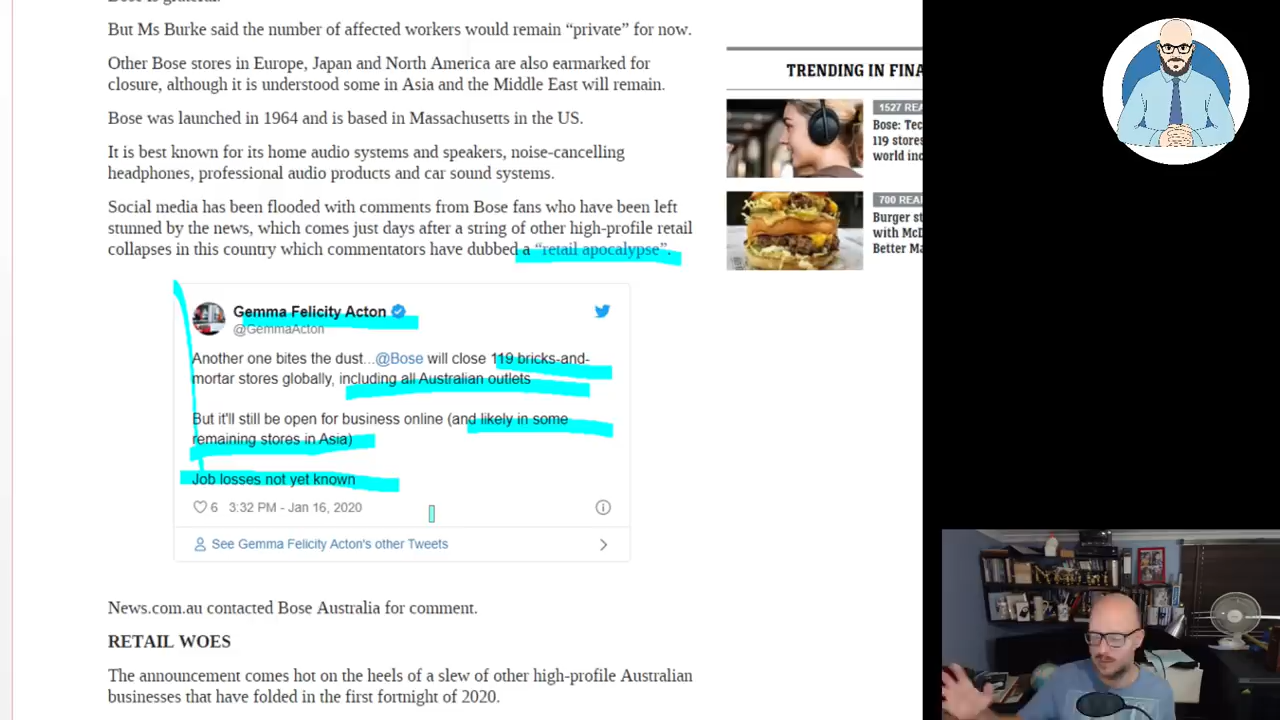 But Ms Burke said the number of affected workers would remain “private” for now.
Other Bose stores in Europe, Japan and North America are also earmarked for
closure, although it is understood some in Asia and the Middle East will remain.
Bose was launched in 1964 and is based in Massachusetts in the US.
It is best known for its home audio systems and speakers, noise-cancelling
headphones, professional audio products and car sound systems.
Social media has been flooded with comments from Bose fans who have been left
stunned by the news, which comes just days after a string of other high-profile retail
collapses in this country which commentators have dubbed a “retail apocalypse”.
Gemma Felicity Acton
@GemmaActon
Another one bites the dust...@Bose will close 119 bricks-and-
mortar stores globally, including all Australian outlets
But it'll still be open for business online (and likely in some
remaining stores in Asia)
Job losses not yet known
6 3:32 PM - Jan 16, 2020
See Gemma Felicity Acton's other Tweets
News.com.au contacted Bose Australia for comment.
RETAIL WOES
The announcement comes hot on the heels of a slew of other high-profile Australian
businesses that have folded in the first fortnight of 2020.
TRENDING IN FINA
1527 REA
Bose: Tec
119 stores
world inc
700 REA
Burger st
with McD
Better Ma